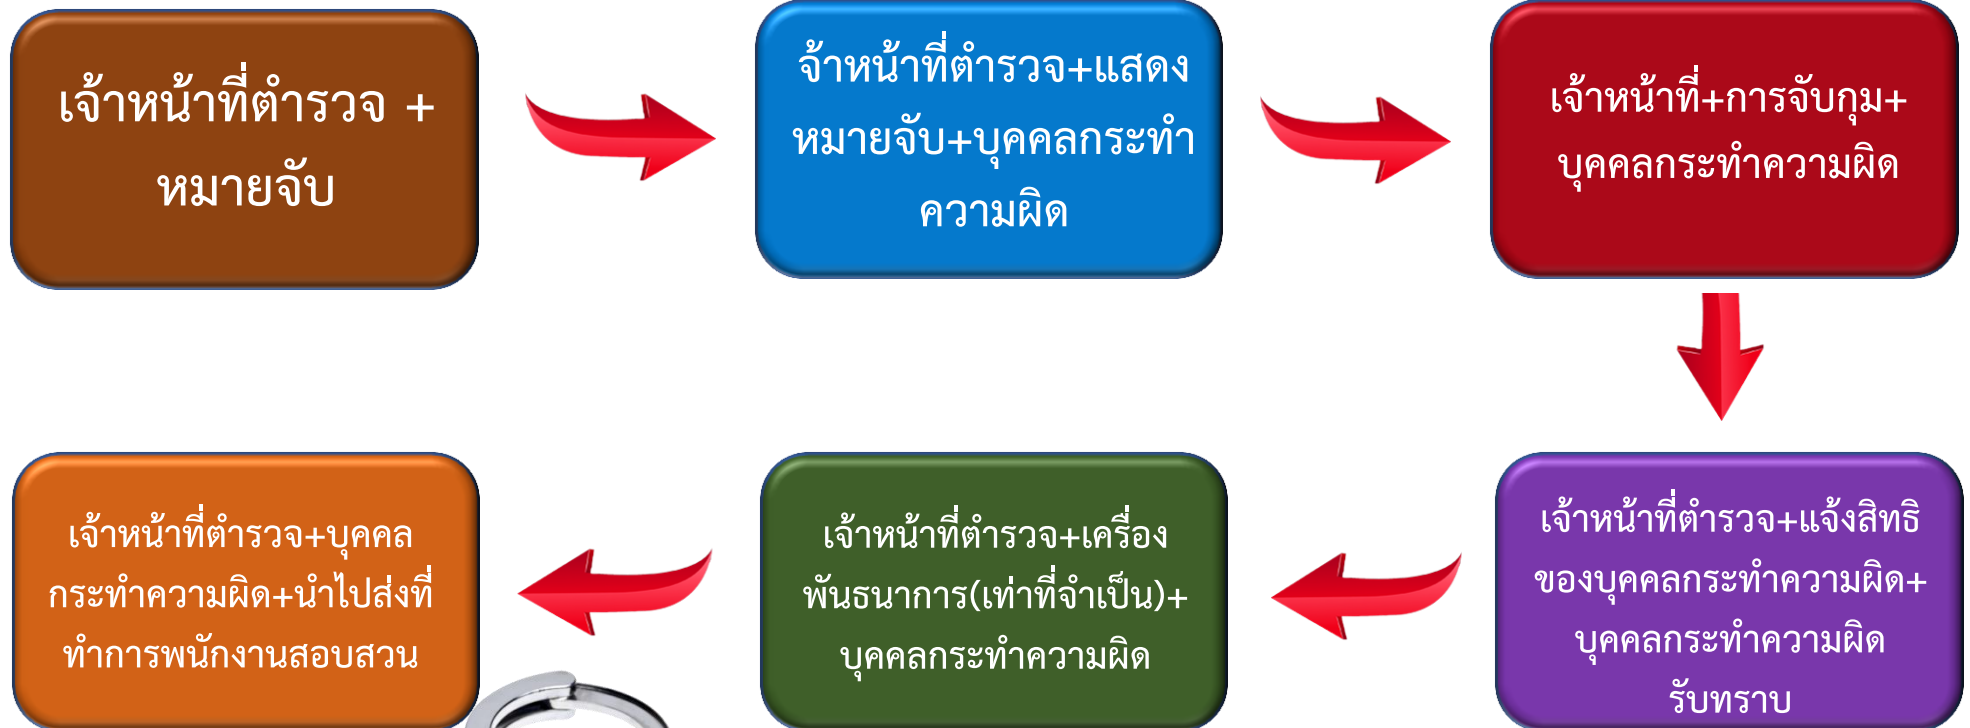 เจ้าหน้าที่ตำรวจ +
หมายจับ
จ้าหน้าที่ตำรวจ+แสดง
หมายจับ+บุคคลกระทำ
ความผิด
เจ้าหน้าที่+การจับกุม+
บุคคลกระทำความผิด
เจ้าหน้าที่ตำรวจ+แจ้งสิทธิ
ของบุคคลกระทำความผิด+
บุคคลกระทำความผิด
รับทราบ
เจ้าหน้าที่ตำรวจ+เครื่อง
พันธนาการ(เท่าที่จำเป็น)+
บุคคลกระทำความผิด
เจ้าหน้าที่ตำรวจ+บุคคล
กระทำความผิด+นำไปส่งที่
ทำการพนักงานสอบสวน